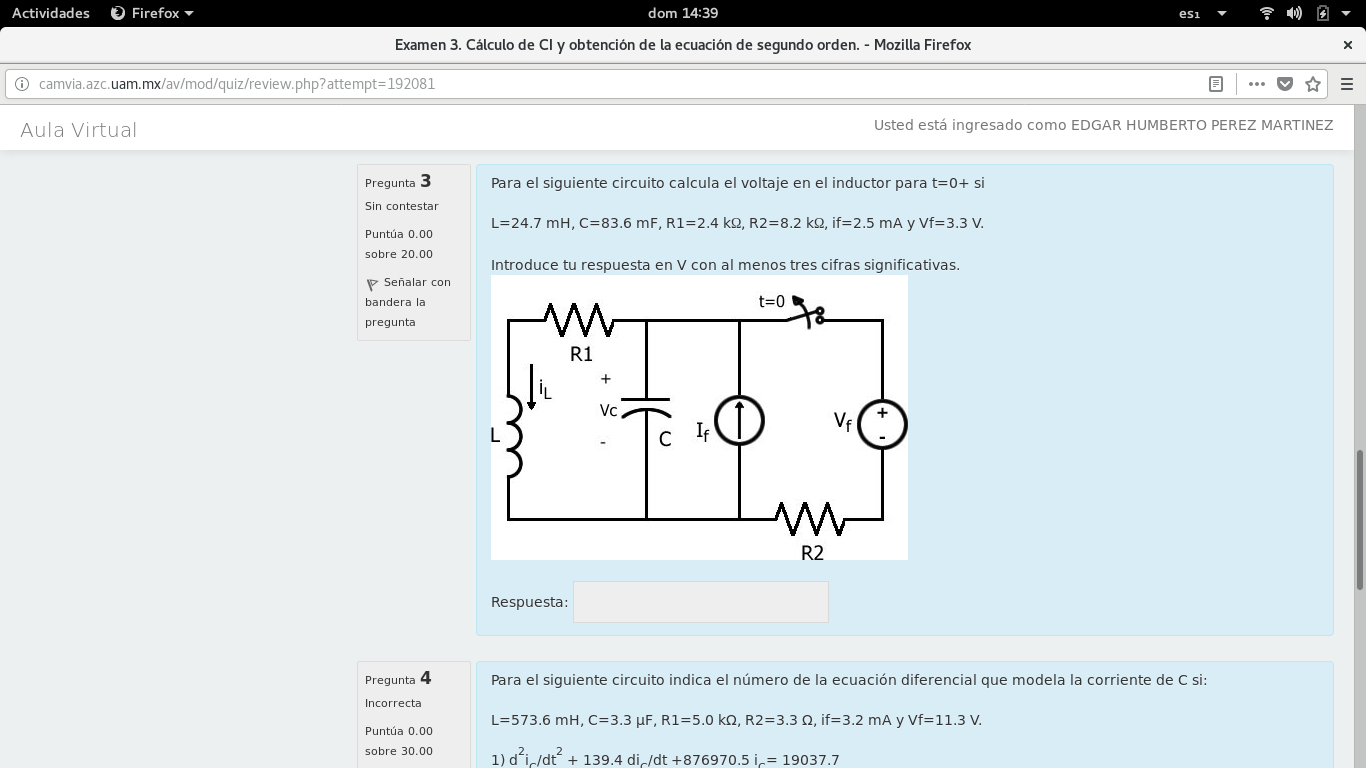 Actividades Firefox dom 14:39 es₁
Examen 3. Cálculo de CI y obtención de la ecuación de segundo orden. - Mozilla Firefox
camvia.azc.uam.mx/av/mod/quiz/review.php?attempt=192081
Aula Virtual
Usted está ingresado como EDGAR HUMBERTO PEREZ MARTINEZ
Pregunta 3
Sin contestar
Puntúa 0.00
sobre 20.00
Señalar con
bandera la
pregunta
Para el siguiente circuito calcula el voltaje en el inductor para t=0+ si
L=24.7 mH, C=83.6 mF, R1=2.4 kΩ, R2=8.2 kΩ, if=2.5 mA y Vf=3.3 V.
Introduce tu respuesta en V con al menos tres cifras significativas.
t=0
R1
+
iL
Vc
-
L
C
If
Vf
+
-
R2
Respuesta:
Pregunta 4
Incorrecta
Puntúa 0.00
sobre 30.00
Para el siguiente circuito indica el número de la ecuación diferencial que modela la corriente de C si:
L=573.6 mH, C=3.3 µF, R1=5.0 kΩ, R2=3.3 Ω, if=3.2 mA y Vf=11.3 V.
1) d²iC/dt² + 139.4 diC/dt +876970.5 iC= 19037.7